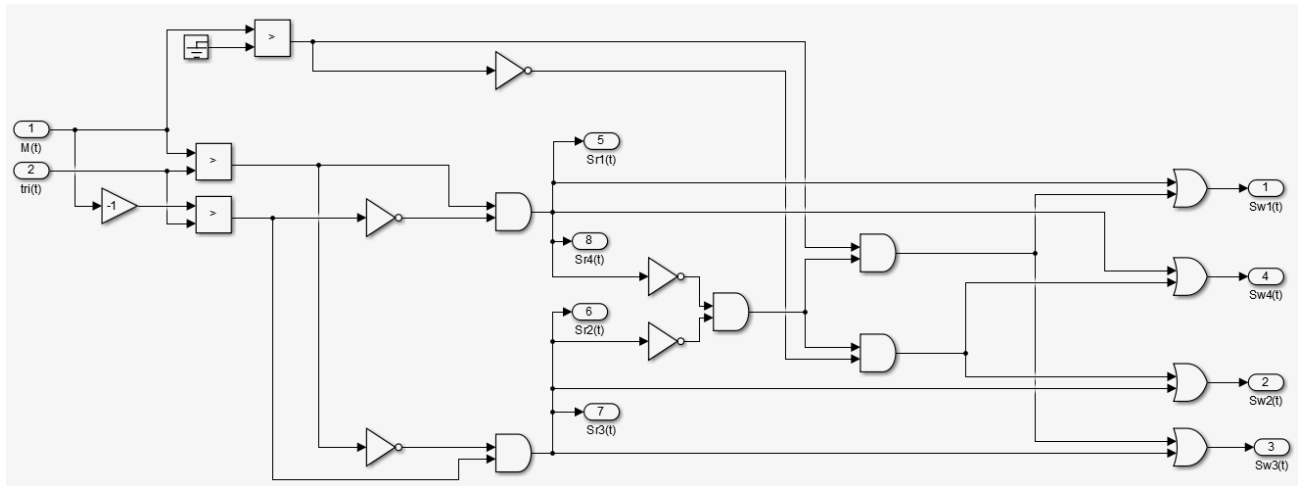 >
1
M(t)
2
tri(t)
>
-1
>
5
Sr1(t)
8
Sr4(t)
6
Sr2(t)
7
Sr3(t)
1
Sw1(t)
4
Sw4(t)
2
Sw2(t)
3
Sw3(t)